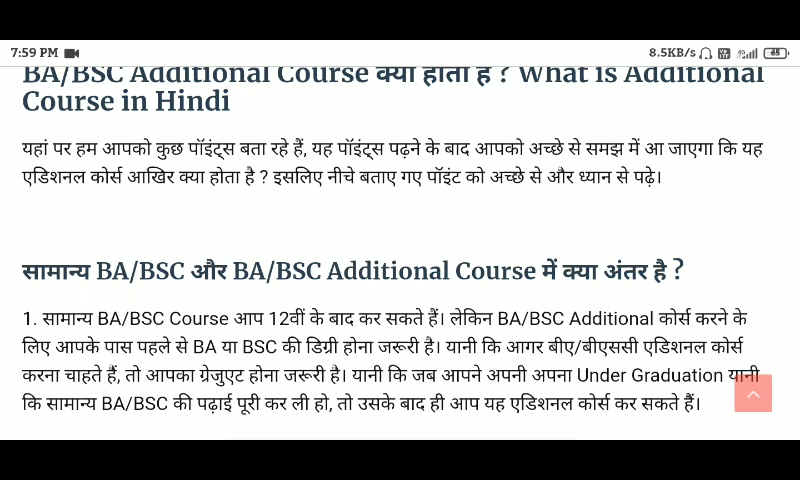 7:59 PM 8.5KB/s 65
BA/BSC Additional Course क्या होता है ? What is Additional
Course in Hindi
यहां पर हम आपको कुछ पॉइंट्स बता रहे हैं, यह पॉइंट्स पढ़ने के बाद आपको अच्छे से समझ में आ जाएगा कि यह
एडिशनल कोर्स आखिर क्या होता है ? इसलिए नीचे बताए गए पॉइंट को अच्छे से और ध्यान से पढ़े।
सामान्य BA/BSC और BA/BSC Additional Course में क्या अंतर है ?
1. सामान्य BA/BSC Course आप 12वीं के बाद कर सकते हैं। लेकिन BA/BSC Additional कोर्स करने के
लिए आपके पास पहले से BA या BSC की डिग्री होना जरूरी है। यानी कि आगर बीए/बीएससी एडिशनल कोर्स
करना चाहते हैं, तो आपका ग्रेजुएट होना जरूरी है। यानी कि जब आपने अपनी अपना Under Graduation यानी
कि सामान्य BA/BSC की पढ़ाई पूरी कर ली हो, तो उसके बाद ही आप यह एडिशनल कोर्स कर सकते हैं।